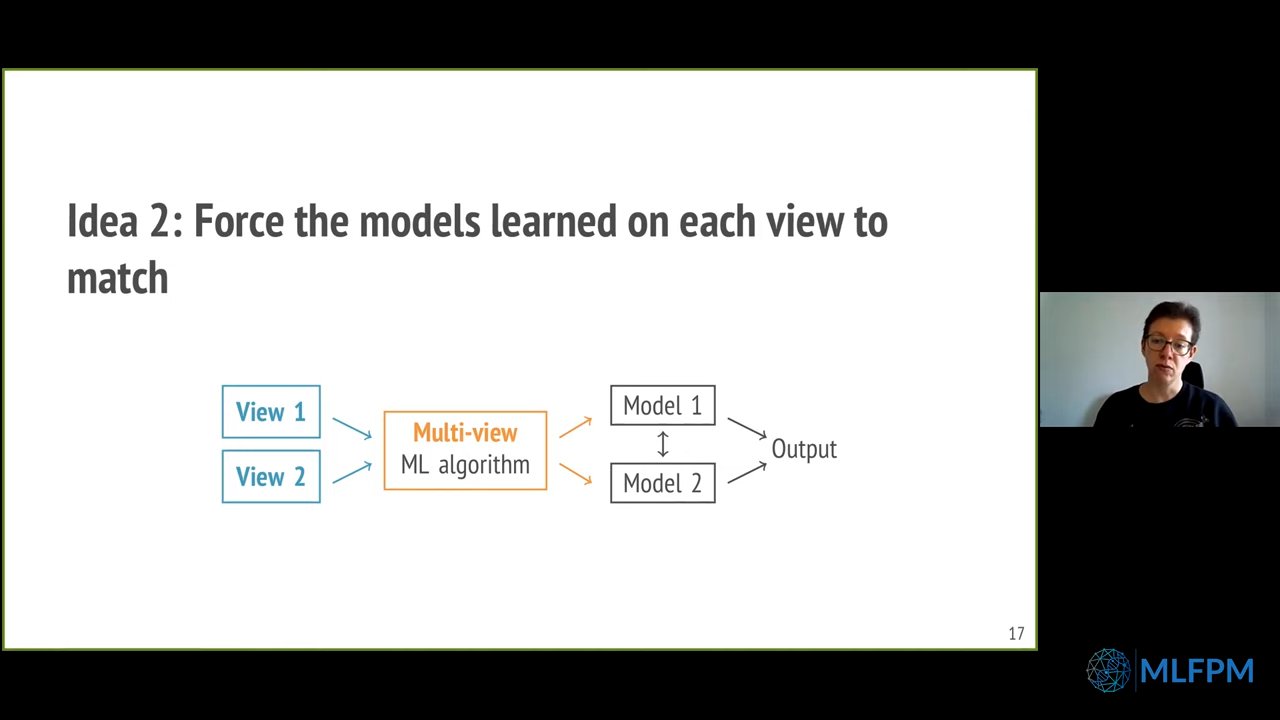 Idea 2: Force the models learned on each view to
match
View 1
View 2
Multi-view
ML algorithm
Model 1
Model 2
Output
17
MLFPM